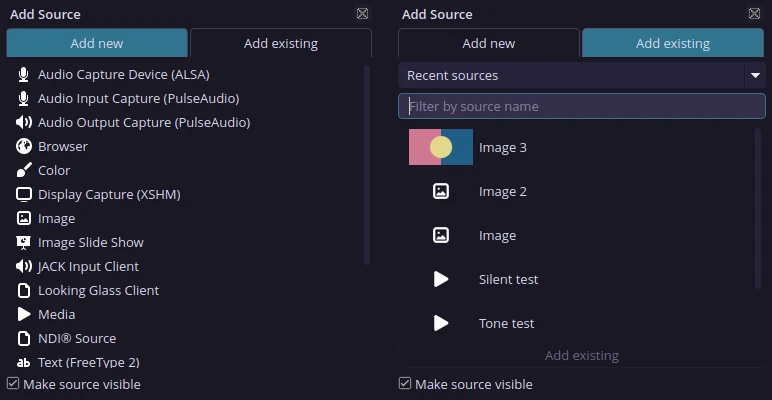 Add Source
Add new
Add existing
Audio Capture Device (ALSA)
Audio Input Capture (PulseAudio)
Audio Output Capture (PulseAudio)
Browser
Color
Display Capture (XSHM)
Image
Image Slide Show
JACK Input Client
Looking Glass Client
Media
NDI® Source
ab Text (FreeType 2)
Make source visible
Add Source
Add new
Add existing
Recent sources
Filter by source name
Image 3
Image 2
Image
Silent test
Tone test
Add existing
Make source visible